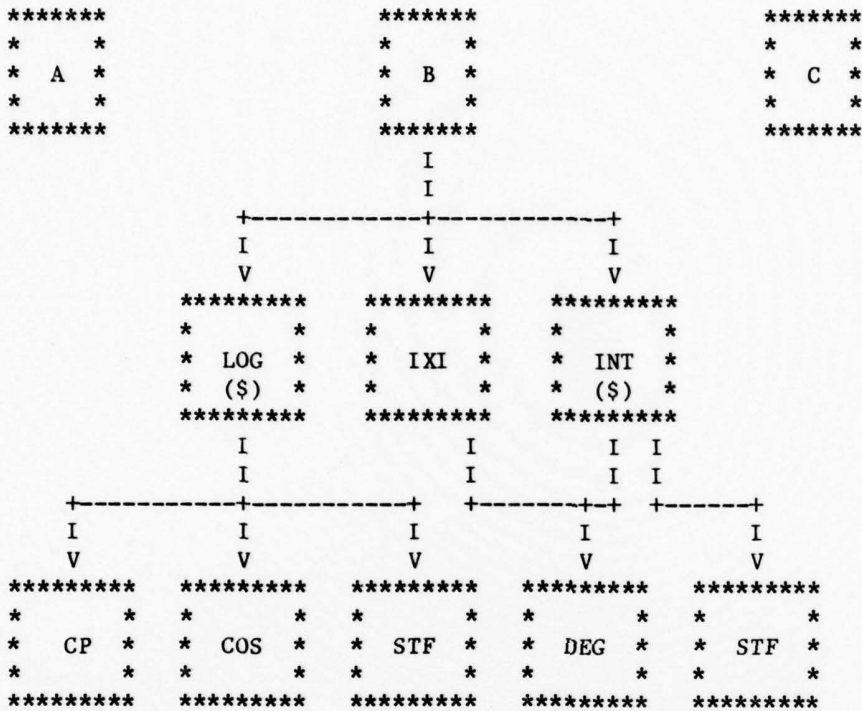 *******                      *******                       *******
*     *                      *     *                       *     *
*  A  *                      *  B  *                       *  C  *
*     *                      *     *                       *     *
*******                      *******                       *******
                                I
                                I
                   +------------+------------+
                   I            I            I
                   V            V            V
               *********    *********    *********
               *       *    *       *    *       *
               *  LOG  *    *  IXI  *    *  INT  *
               *  ($)  *    *       *    *  ($)  *
               *********    *********    *********
                   I               I         I  I
                   I               I         I  I
       +-----------+-----------+   +-------+-+  +------+
       I           I           I           I           I
       V           V           V           V           V
   *********   *********   *********   *********   *********
   *       *   *       *   *       *   *       *   *       *
   *   CP  *   *  COS  *   *  STF  *   *  DEG  *   *  STF  *
   *       *   *       *   *       *   *       *   *       *
   *********   *********   *********   *********   *********